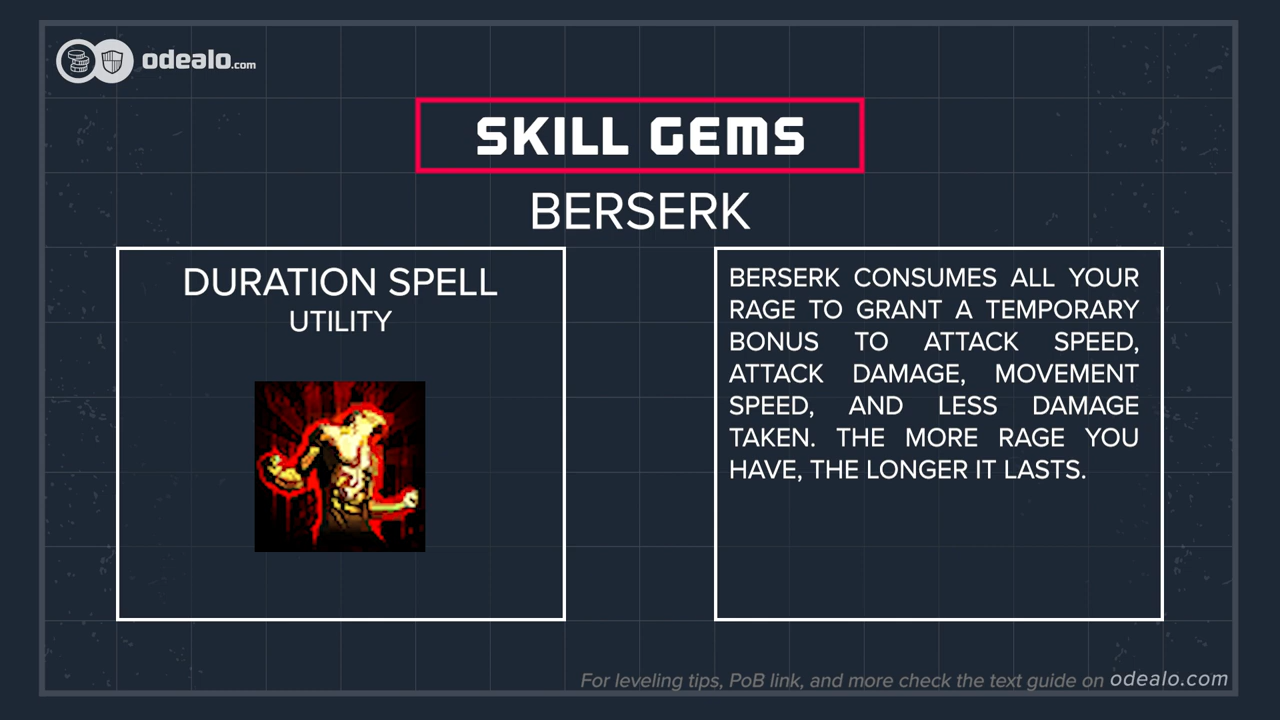 odealo.com
SKILL GEMS
BERSERK
DURATION SPELL
UTILITY
BERSERK CONSUMES ALL YOUR
RAGE TO GRANT A TEMPORARY
BONUS TO ATTACK SPEED,
ATTACK DAMAGE, MOVEMENT
SPEED, AND LESS DAMAGE
TAKEN. THE MORE RAGE YOU
HAVE, THE LONGER IT LASTS.
For leveling tips, PoB link, and more check the text guide on odealo.com